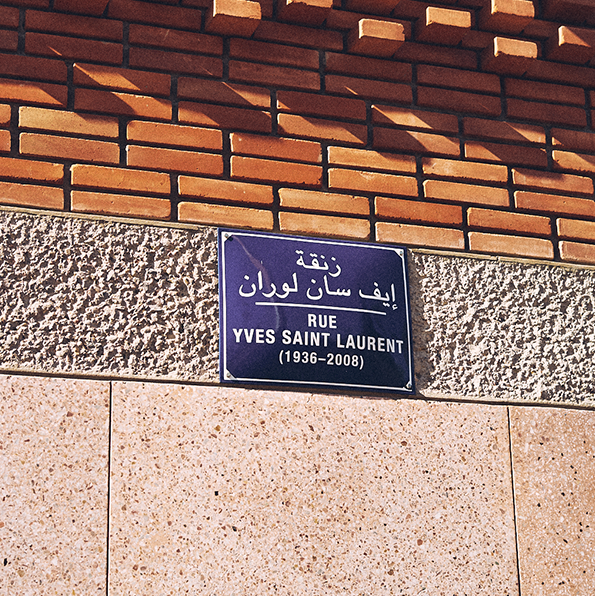 زنقة
إيف سان لوران
RUE
YVES SAINT LAURENT
(1936–2008)